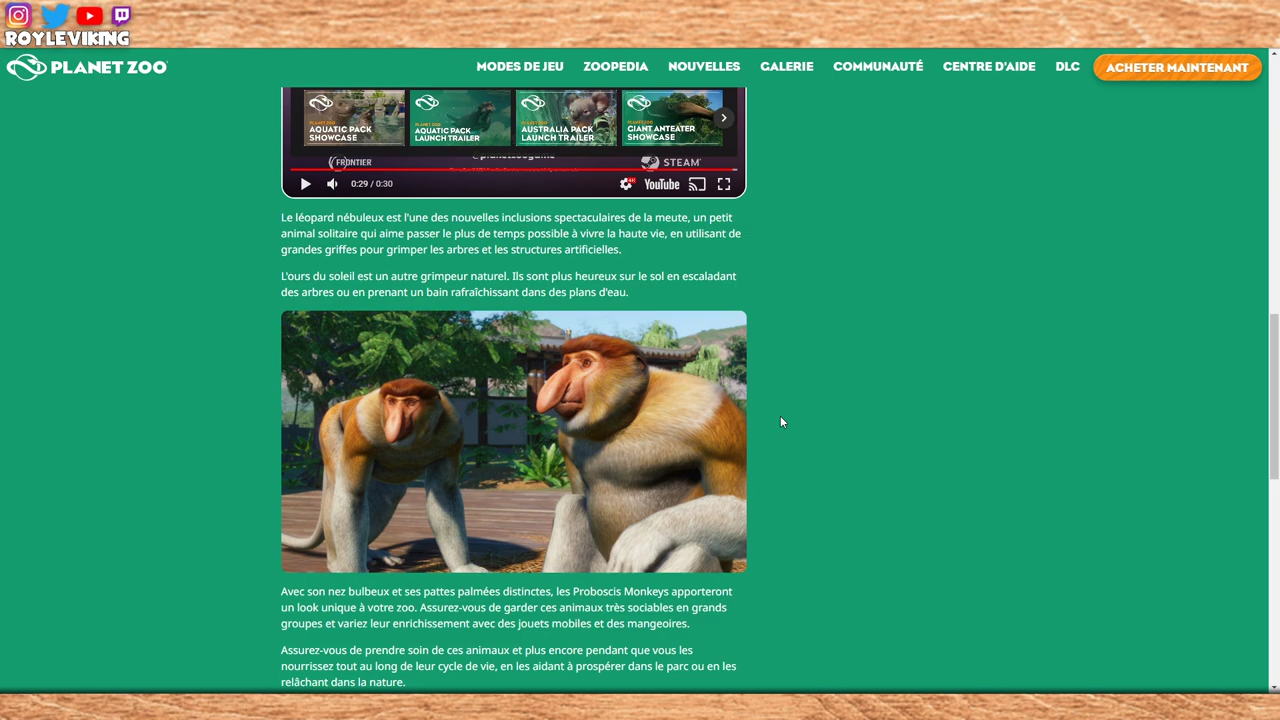 ROYLEVIKING
PLANET ZOO
MODES DE JEU ZOOPEDIA NOUVELLES GALERIE COMMUNAUTÉ CENTRE D'AIDE DLC ACHETER MAINTENANT
PLANET ZOO
AQUATIC PACK
SHOWCASE
PLANET ZOO
AQUATIC PACK
LAUNCH TRAILER
PLANET ZOO
AUSTRALIA PACK
LAUNCH TRAILER
PLANET ZOO
GIANT ANTEATER
SHOWCASE
FRONTIER @planetzoogame STEAM
0:29 / 0:30 YouTube
Le léopard nébuleux est l'une des nouvelles inclusions spectaculaires de la meute, un petit
animal solitaire qui aime passer le plus de temps possible à vivre la haute vie, en utilisant de
grandes griffes pour grimper les arbres et les structures artificielles.
L'ours du soleil est un autre grimpeur naturel. Ils sont plus heureux sur le sol en escaladant
des arbres ou en prenant un bain rafraîchissant dans des plans d'eau.
Avec son nez bulbeux et ses pattes palmées distinctes, les Proboscis Monkeys apporteront
un look unique à votre zoo. Assurez-vous de garder ces animaux très sociables en grands
groupes et variez leur enrichissement avec des jouets mobiles et des mangeoires.
Assurez-vous de prendre soin de ces animaux et plus encore pendant que vous les
nourrissez tout au long de leur cycle de vie, en les aidant à prospérer dans le parc ou en les
relâchant dans la nature.